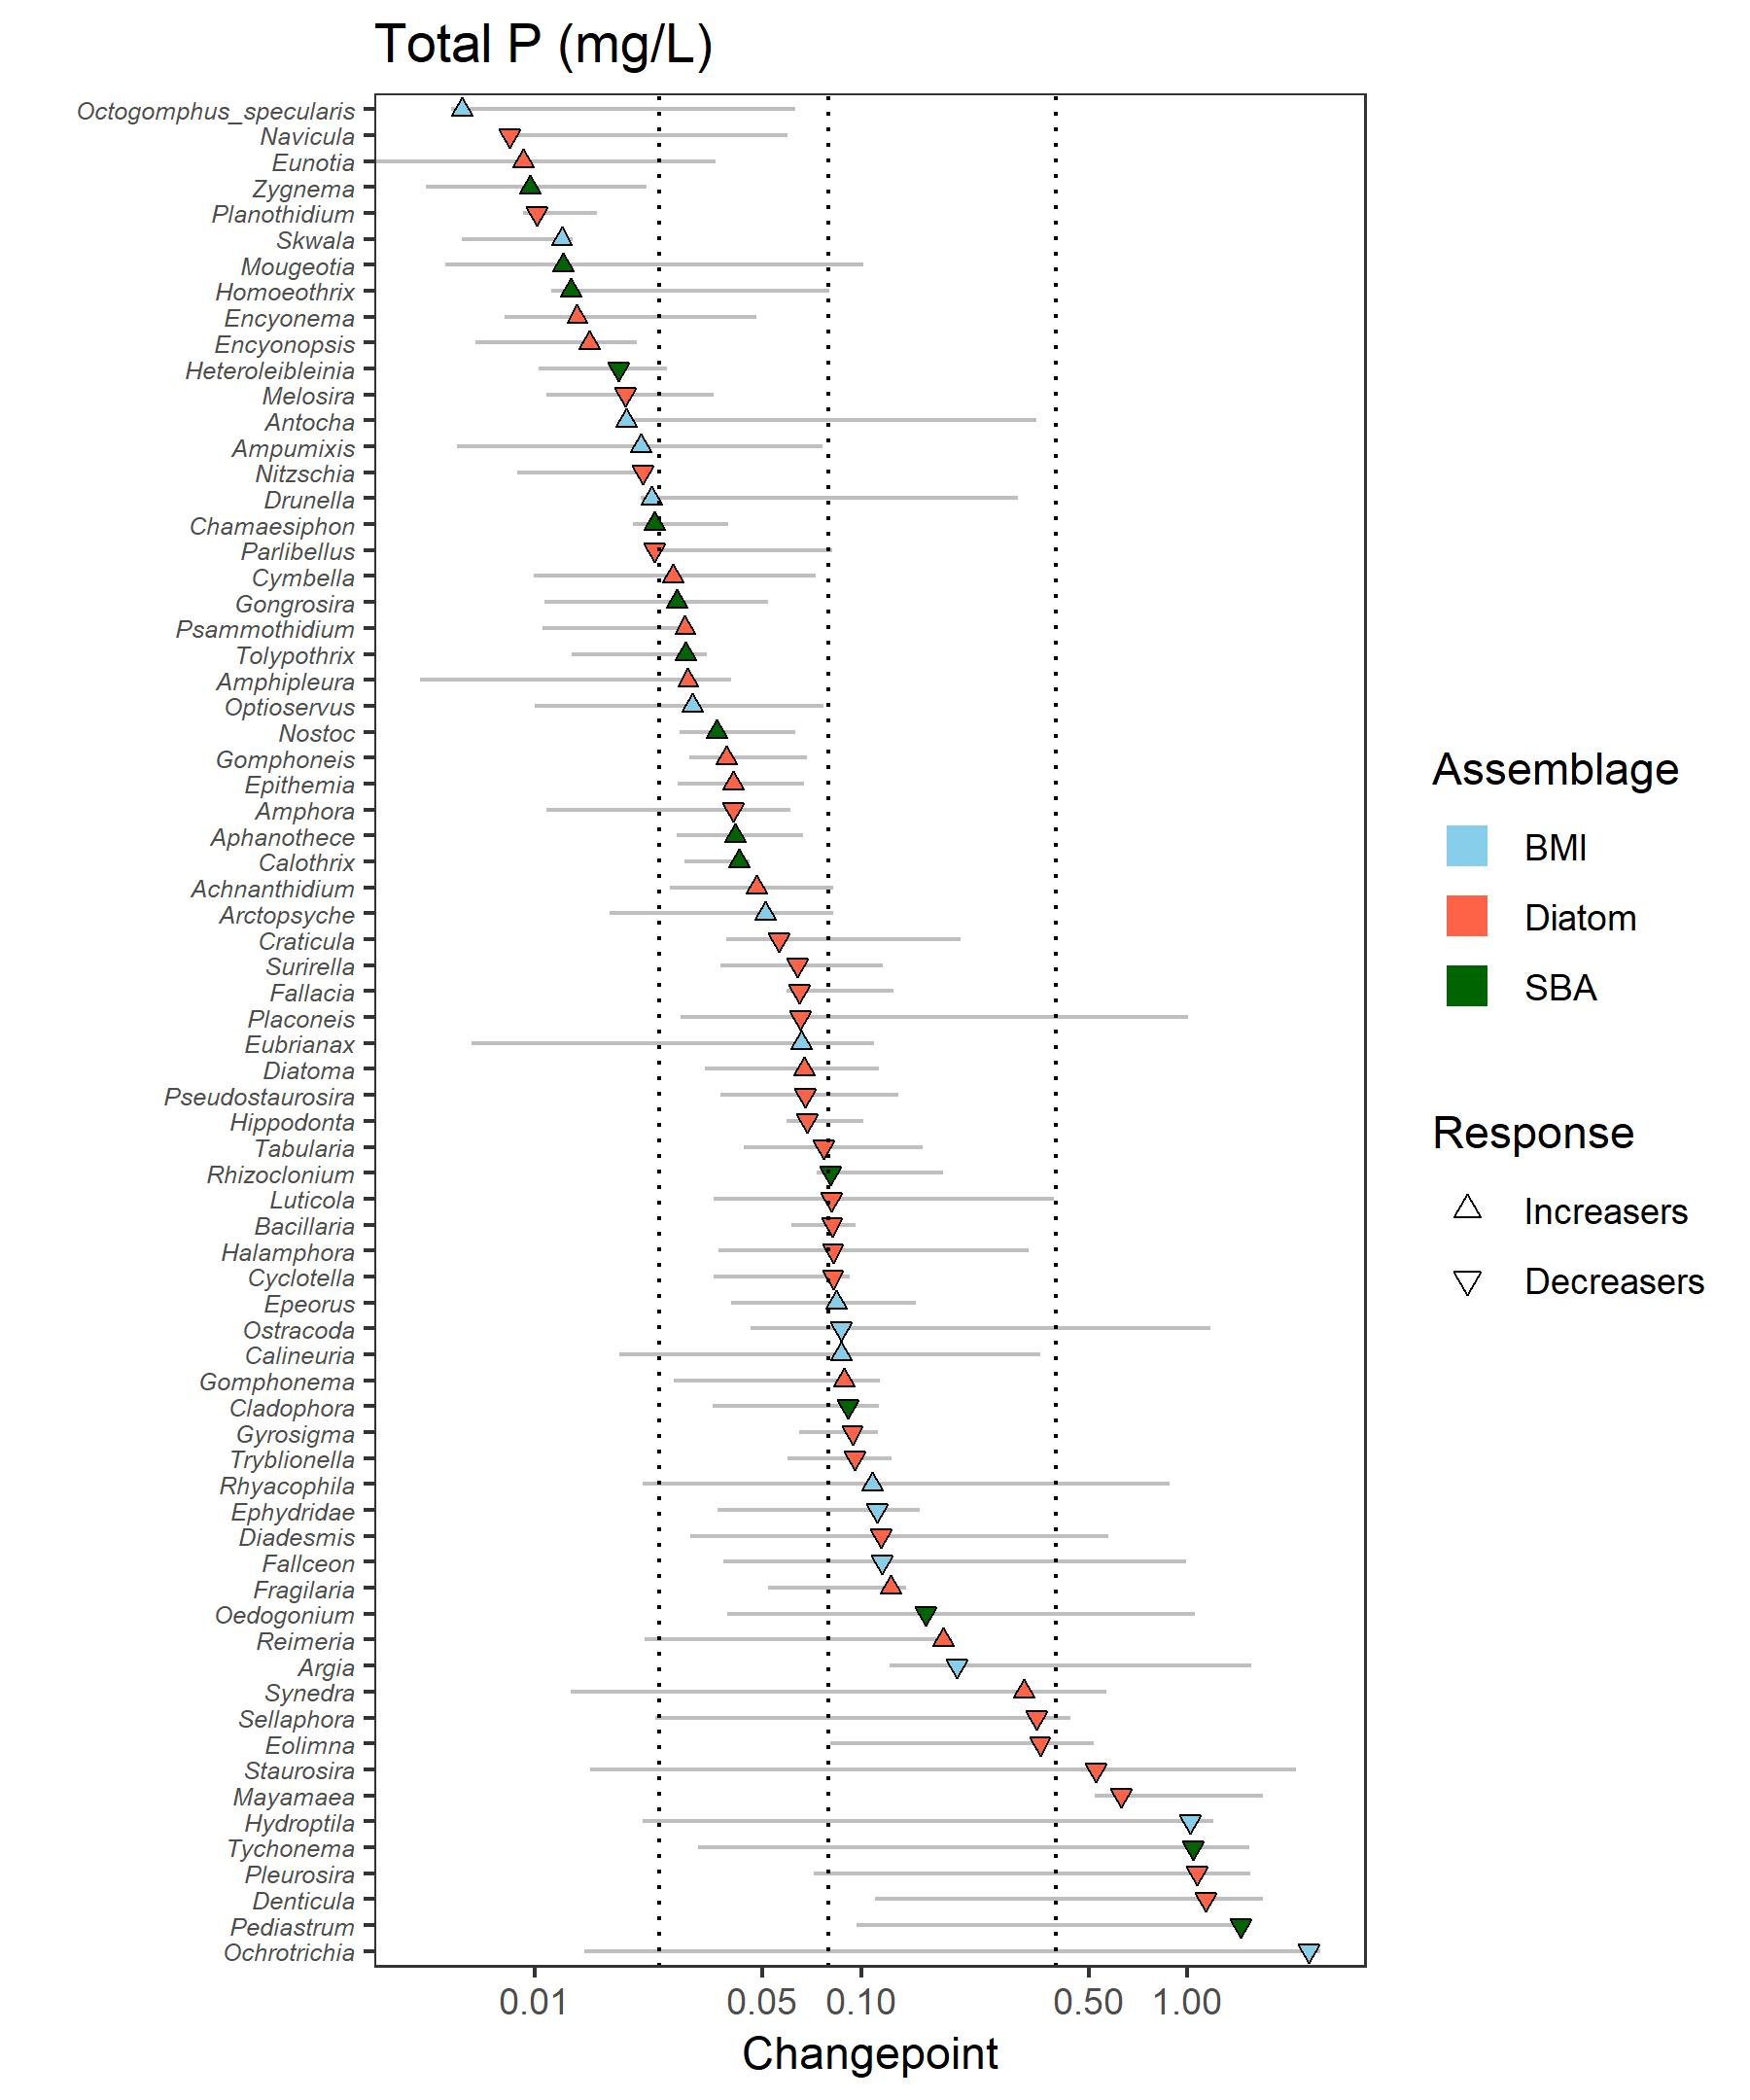 Total P (mg/L)
Octogomphus_specularis
Navicula
Eunotia
Zygnema
Planothidium
Skwala
Mougeotia
Homoeothrix
Encyonema
Encyonopsis
Heteroleibleinia
Melosira
Antocha
Ampumixis
Nitzschia
Drunella
Chamaesiphon
Parlibellus
Cymbella
Gongrosira
Psammothidium
Tolypothrix
Amphipleura
Optioservus
Nostoc
Gomphoneis
Epithemia
Amphora
Aphanothece
Calothrix
Achnanthidium
Arctopsyche
Craticula
Surirella
Fallacia
Placoneis
Eubrianax
Diatoma
Pseudostaurosira
Hippodonta
Tabularia
Rhizoclonium
Luticola
Bacillaria
Halamphora
Cyclotella
Epeorus
Ostracoda
Calineuria
Gomphonema
Cladophora
Gyrosigma
Tryblionella
Rhyacophila
Ephydridae
Diadesmis
Fallceon
Fragilaria
Oedogonium
Reimeria
Argia
Synedra
Sellaphora
Eolimna
Staurosira
Mayamaea
Hydroptila
Tychonema
Pleurosira
Denticula
Pediastrum
Ochrotrichia
0.01 0.05 0.10 0.50 1.00
Changepoint
Assemblage
BMI
Diatom
SBA
Response
Increasers
Decreasers